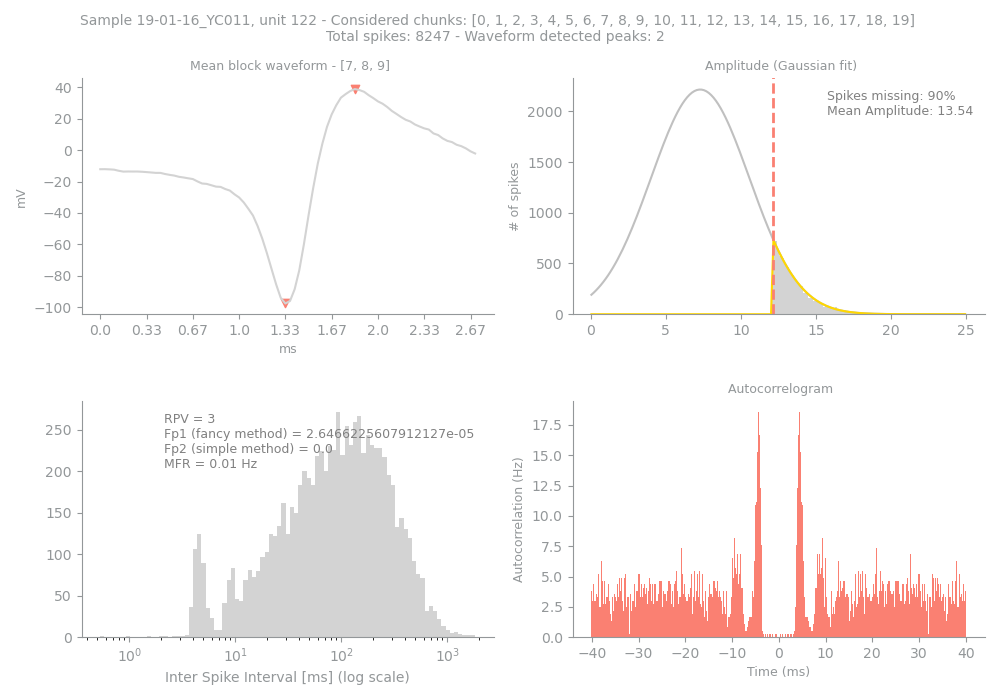 Sample 19-01-16_YC011, unit 122 - Considered chunks: [0, 1, 2, 3, 4, 5, 6, 7, 8, 9, 10, 11, 12, 13, 14, 15, 16, 17, 18, 19]
Total spikes: 8247 - Waveform detected peaks: 2
Mean block waveform - [7, 8, 9]
40
20
0
−20
−40
−60
−80
−100
mV
0.0 0.33 0.67 1.0 1.33 1.67 2.0 2.33 2.67
ms
Amplitude (Gaussian fit)
Spikes missing: 90%
Mean Amplitude: 13.54
2000
1500
1000
500
0
# of spikes
0 5 10 15 20 25
RPV = 3
Fp1 (fancy method) = 2.6466225607912127e-05
Fp2 (simple method) = 0.0
MFR = 0.01 Hz
250
200
150
100
50
0
10⁰ 10¹ 10² 10³
Inter Spike Interval [ms] (log scale)
Autocorrelogram
17.5
15.0
12.5
10.0
7.5
5.0
2.5
0.0
Autocorrelation (Hz)
−40 −30 −20 −10 0 10 20 30 40
Time (ms)